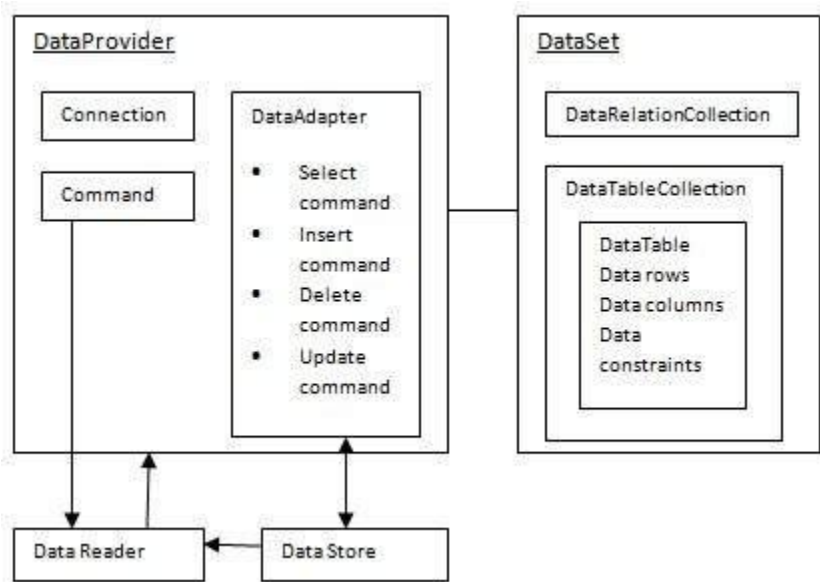 DataProvider
Connection
Command
DataAdapter
• Select
command
• Insert
command
• Delete
command
• Update
command
DataSet
DataRelationCollection
DataTableCollection
DataTable
Data rows
Data columns
Data
constraints
Data Reader
Data Store